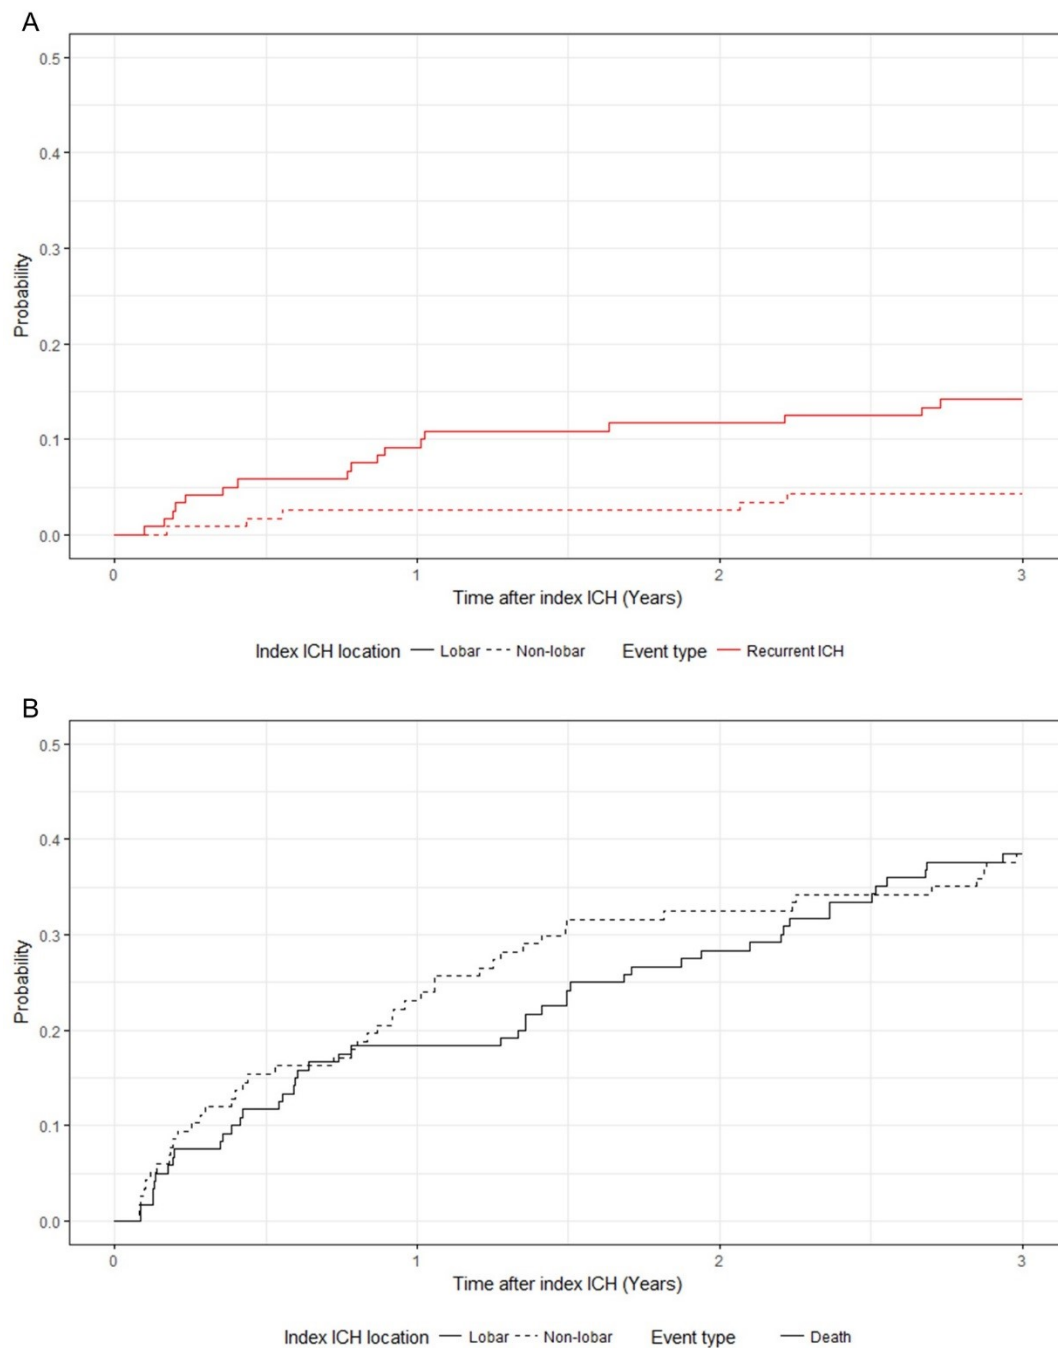 A
0.5
0.4
0.3
0.2
0.1
0.0
Probability
0 1 2 3
Time after index ICH (Years)
Index ICH location Lobar Non-lobar Event type Recurrent ICH
B
0.5
0.4
0.3
0.2
0.1
0.0
Probability
0 1 2 3
Time after index ICH (Years)
Index ICH location Lobar Non-lobar Event type Death